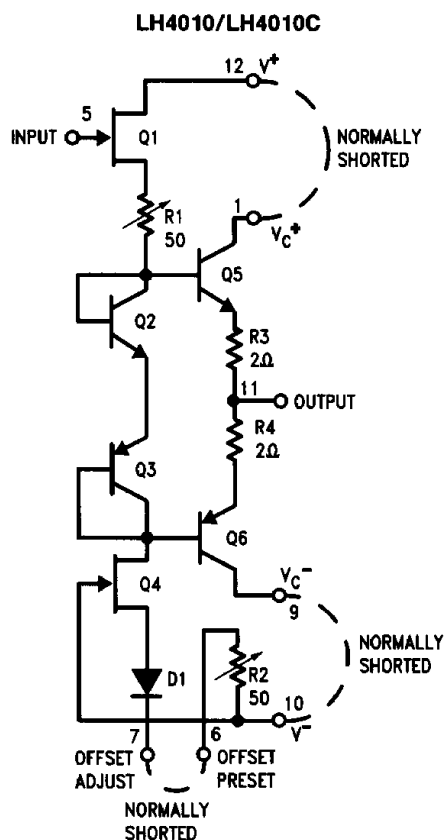 LH4010/LH4010C
12 V+
5
INPUT
Q1
NORMALLY
SHORTED
R1
50
1
VC+
Q5
Q2
R3
2Ω
11
OUTPUT
R4
2Ω
Q3
Q6
Q4
VC-
9
NORMALLY
SHORTED
D1
R2
50
10
V-
7
6
OFFSET
ADJUST
OFFSET
PRESET
NORMALLY
SHORTED